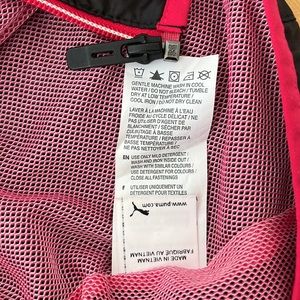 GENTLE MACHINE WASH IN COOL
WATER / DO NOT BLEACH / TUMBLE
DRY AT LOW TEMPERATURE /
COOL IRON / DO NOT DRY CLEAN
LAVER À LA MACHINE À L'EAU
FROIDE AU CYCLE DÉLICAT / NE
PAS UTILISER D'AGENT DE
BLANCHIMENT / SÉCHER PAR
CULBUTAGE À BASSE
TEMPÉRATURE / REPASSER À
BASSE TEMPÉRATURE /
NE PAS NETTOYER À SEC
EN USE ONLY MILD DETERGENT
WASH AND IRON INSIDE OUT
WASH WITH SIMILAR COLOURS
USE DETERGENT FOR COLOURS
CLOSE ALL FASTENINGS
F UTILISER UNIQUEMENT UN
DÉTERGENT POUR TEXTILES
MADE IN VIETNAM
FABRIQUÉ AU VIETNAM
www.puma.com